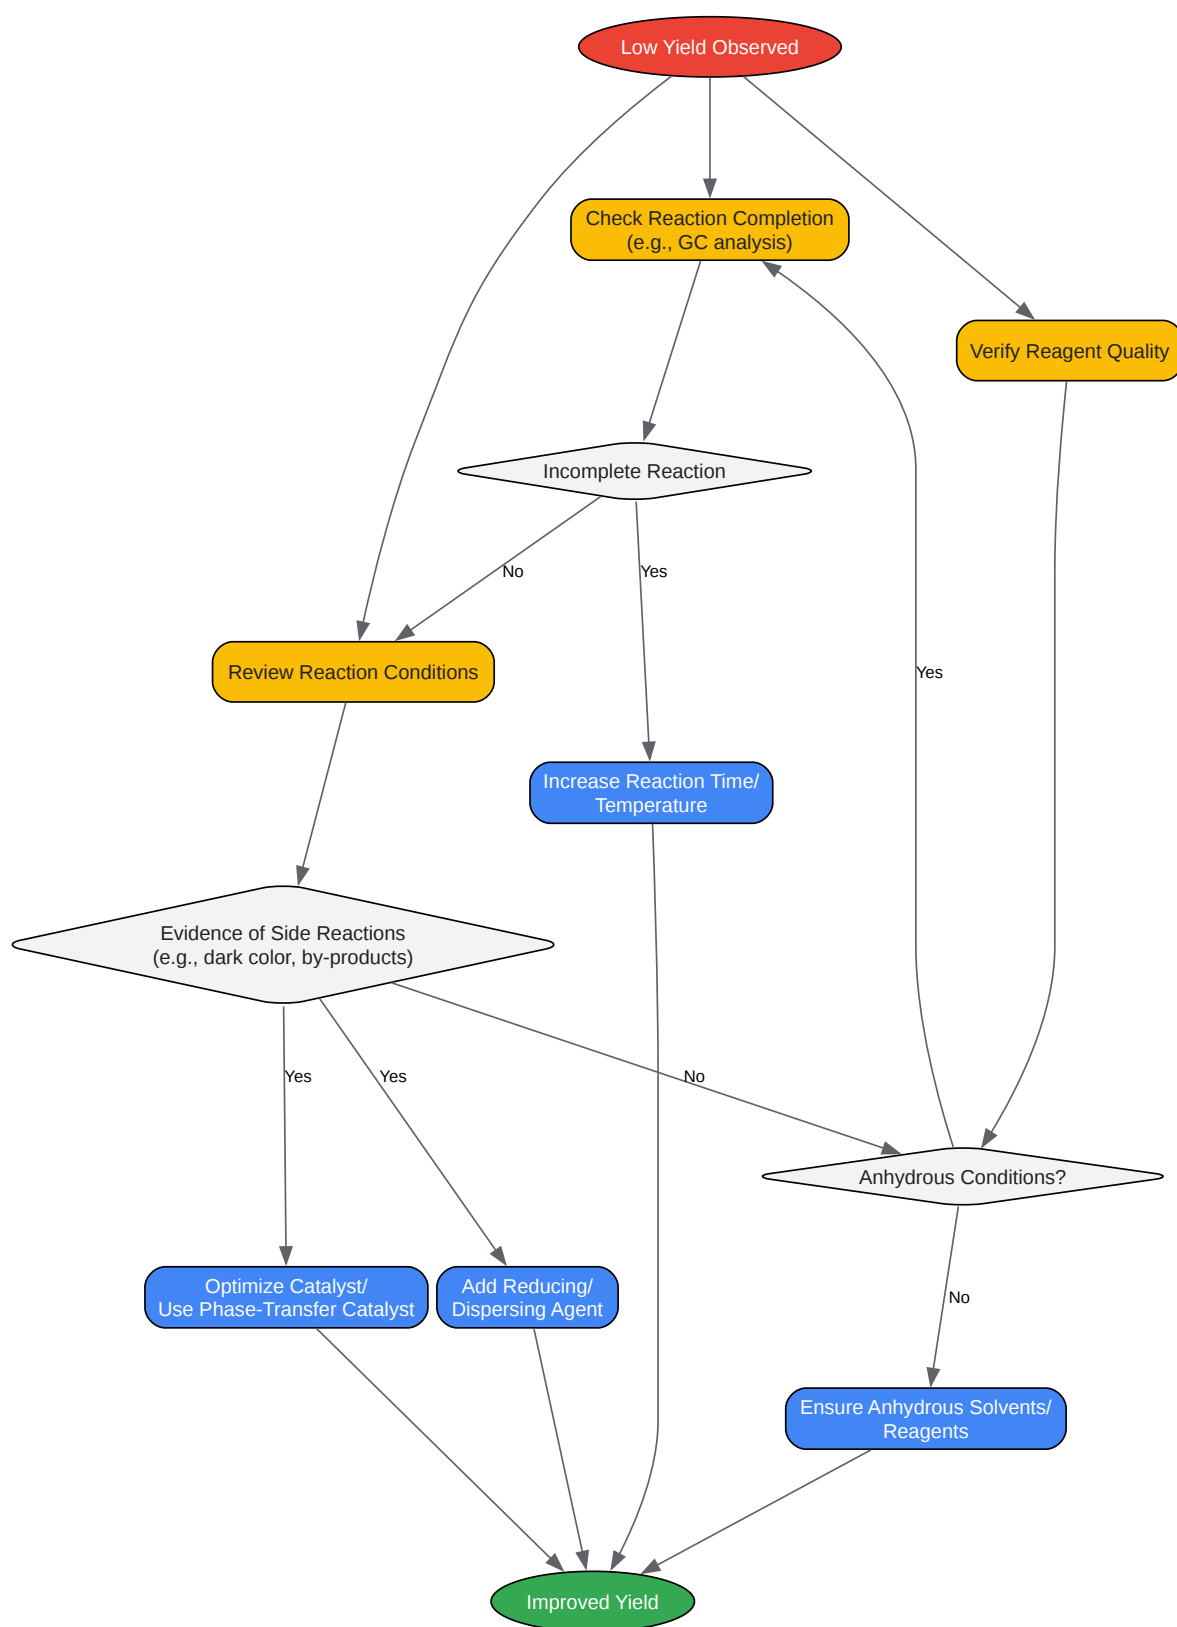 Low Yield Observed
Check Reaction Completion
(e.g., GC analysis)
Verify Reagent Quality
Incomplete Reaction
No
Yes
Review Reaction Conditions
Yes
Increase Reaction Time/
Temperature
Evidence of Side Reactions
(e.g., dark color, by-products)
Yes
Yes
No
Anhydrous Conditions?
Optimize Catalyst/
Use Phase-Transfer Catalyst
Add Reducing/
Dispersing Agent
No
Ensure Anhydrous Solvents/
Reagents
Improved Yield